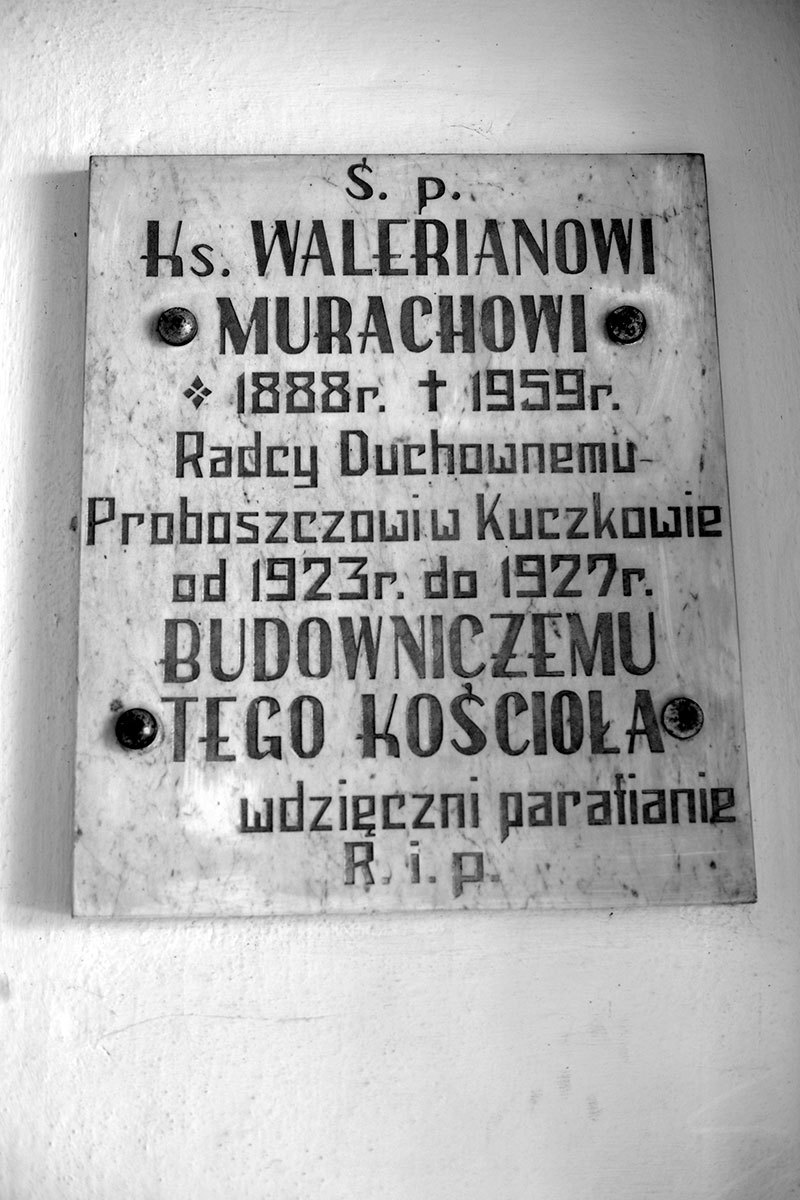 Ś. p.
Ks. WALERIANOWI
MURACHOWI
❖ 1888r. ✝ 1959r.
Radcy Duchownemu-
Proboszczowi w Kuczkowie
od 1923r. do 1927r.
BUDOWNICZEMU
TEGO KOŚCIOŁA
wdzięczni parafianie
R. i. p.